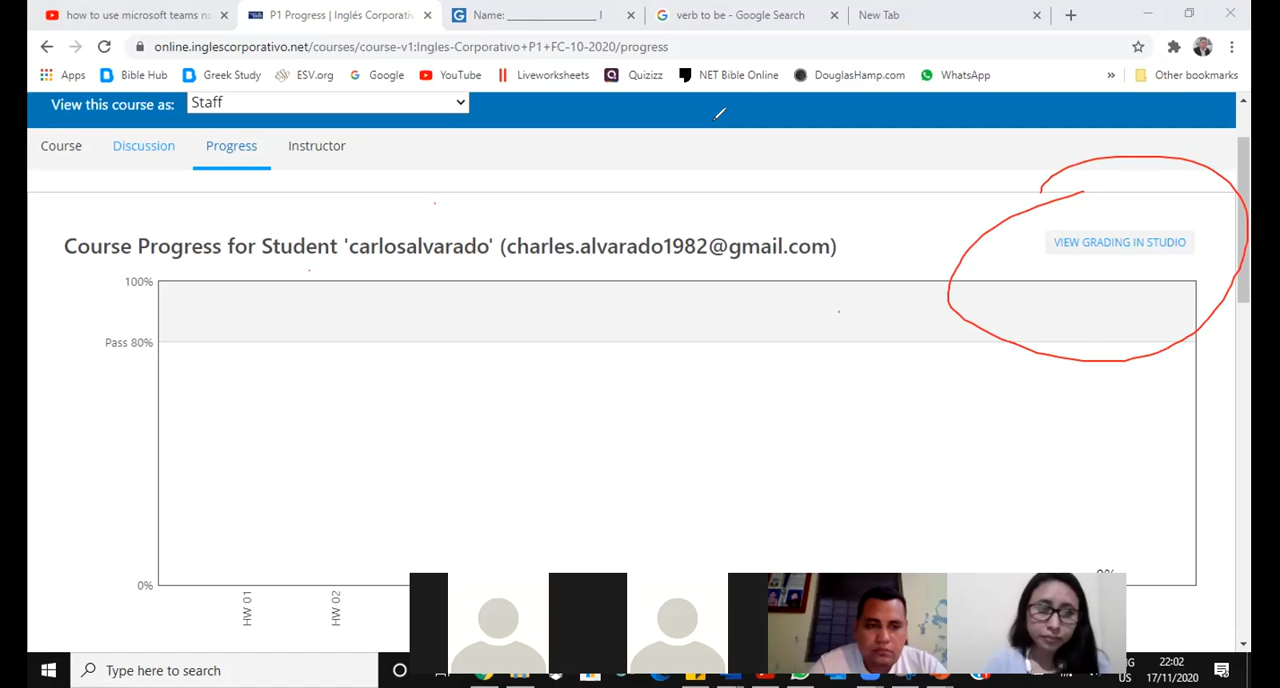 how to use microsoft teams
P1 Progress | Inglés Corporativ
Name: ______________ I
verb to be - Google Search
New Tab
online.inglescorporativo.net/courses/course-v1:Ingles-Corporativo+P1+FC-10-2020/progress
Apps
Bible Hub
Greek Study
ESV.org
Google
YouTube
Liveworksheets
Quizizz
NET Bible Online
DouglasHamp.com
WhatsApp
»
Other bookmarks
View this course as:
Staff
Course
Discussion
Progress
Instructor
Course Progress for Student 'carlosalvarado' (charles.alvarado1982@gmail.com)
VIEW GRADING IN STUDIO
100%
Pass 80%
0%
HW 01
HW 02
Type here to search
US
22:02
17/11/2020